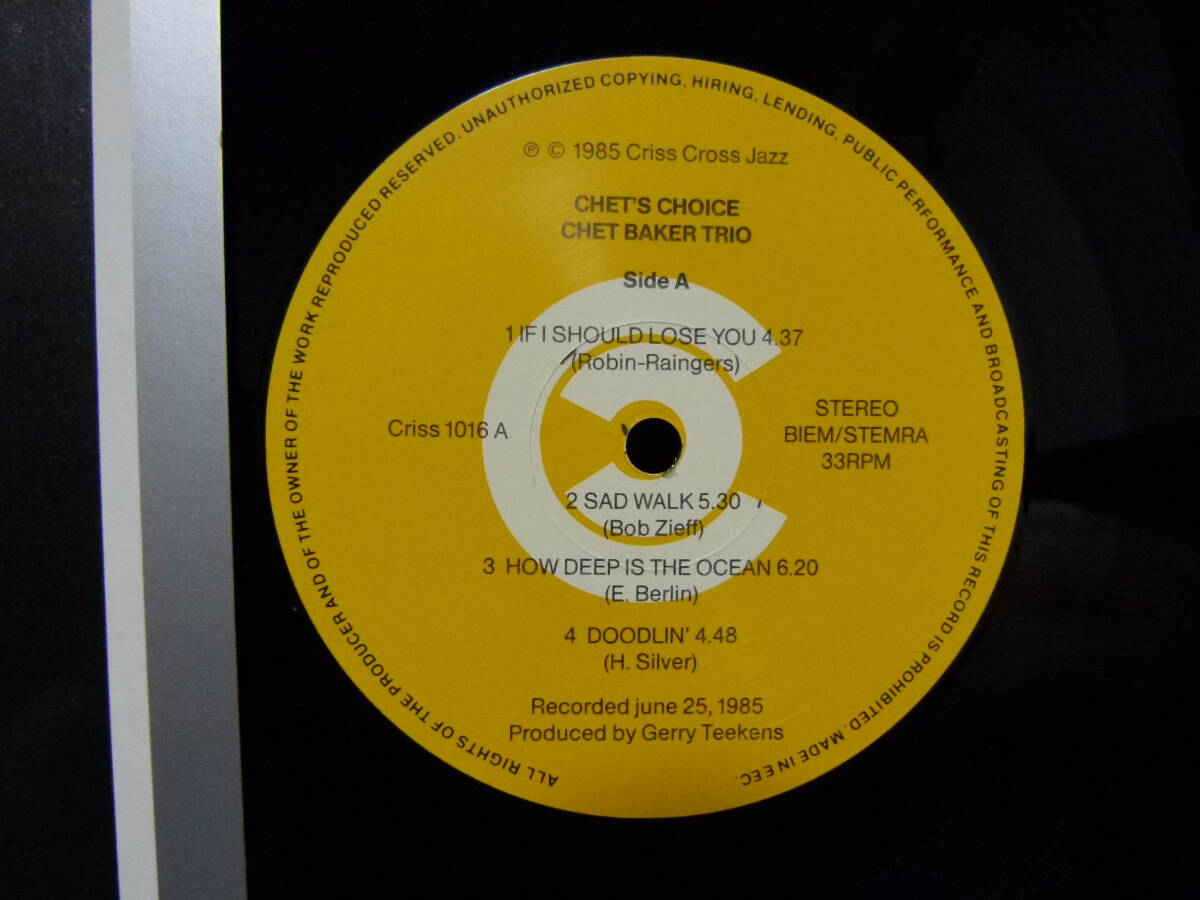 ALL RIGHTS OF THE PRODUCER AND OF THE OWNER OF THE WORK REPRODUCED RESERVED. UNAUTHORIZED COPYING, HIRING, LENDING, PUBLIC PERFORMANCE AND BROADCASTING OF THIS RECORD IS PROHIBITED. MADE IN EEC.
℗ © 1985 Criss Cross Jazz
CHET'S CHOICE
CHET BAKER TRIO
Side A
1 IF I SHOULD LOSE YOU 4.37
(Robin-Raingers)
Criss 1016 A
STEREO
BIEM/STEMRA
33RPM
2 SAD WALK 5.30
(Bob Zieff)
3 HOW DEEP IS THE OCEAN 6.20
(E. Berlin)
4 DOODLIN' 4.48
(H. Silver)
Recorded june 25, 1985
Produced by Gerry Teekens